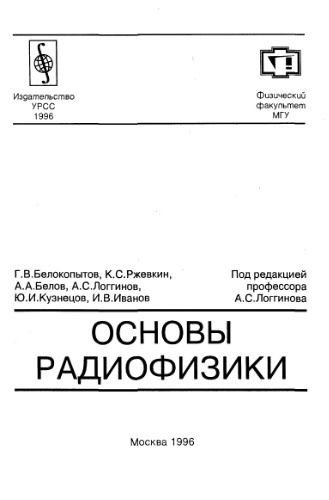 Издательство
УРСС
1996
Физический
факультет
МГУ
Г.В.Белокопытов, К.С.Ржевкин,
А.А.Белов, А.С.Логгинов,
Ю.И.Кузнецов, И.В.Иванов
Под редакцией
профессора
А.С.Логгинова
ОСНОВЫ
РАДИОФИЗИКИ
Москва 1996